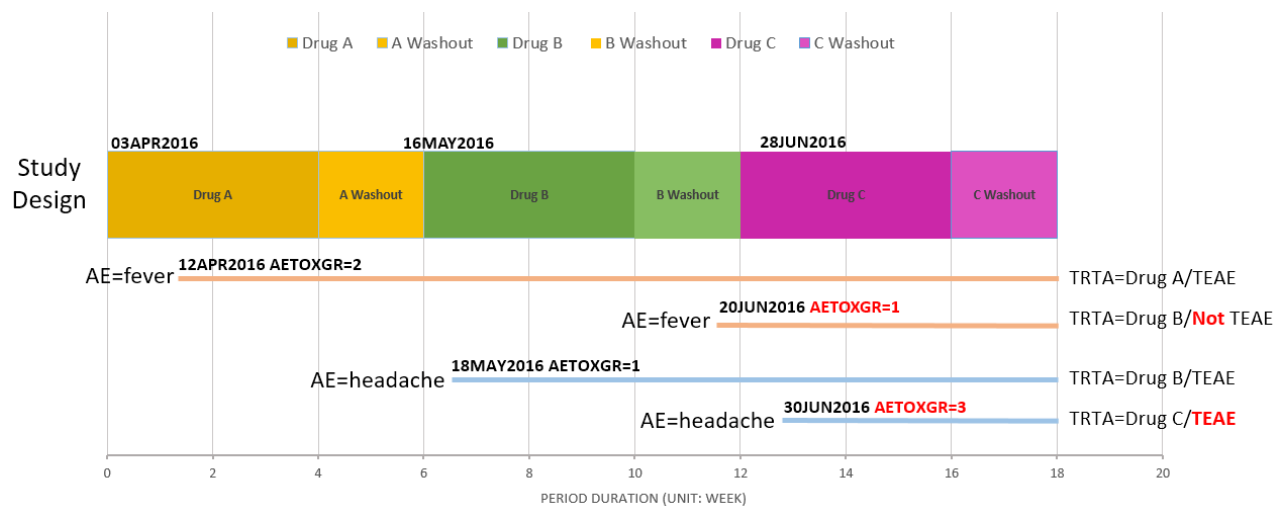 Drug A A Washout Drug B B Washout Drug C C Washout
03APR2016 16MAY2016 28JUN2016
Study
Design
Drug A A Washout Drug B B Washout Drug C C Washout
12APR2016 AETOXGR=2
AE=fever TRTA=Drug A/TEAE
20JUN2016 AETOXGR=1
AE=fever TRTA=Drug B/Not TEAE
18MAY2016 AETOXGR=1
AE=headache TRTA=Drug B/TEAE
30JUN2016 AETOXGR=3
AE=headache TRTA=Drug C/TEAE
0 2 4 6 8 10 12 14 16 18 20
PERIOD DURATION (UNIT: WEEK)